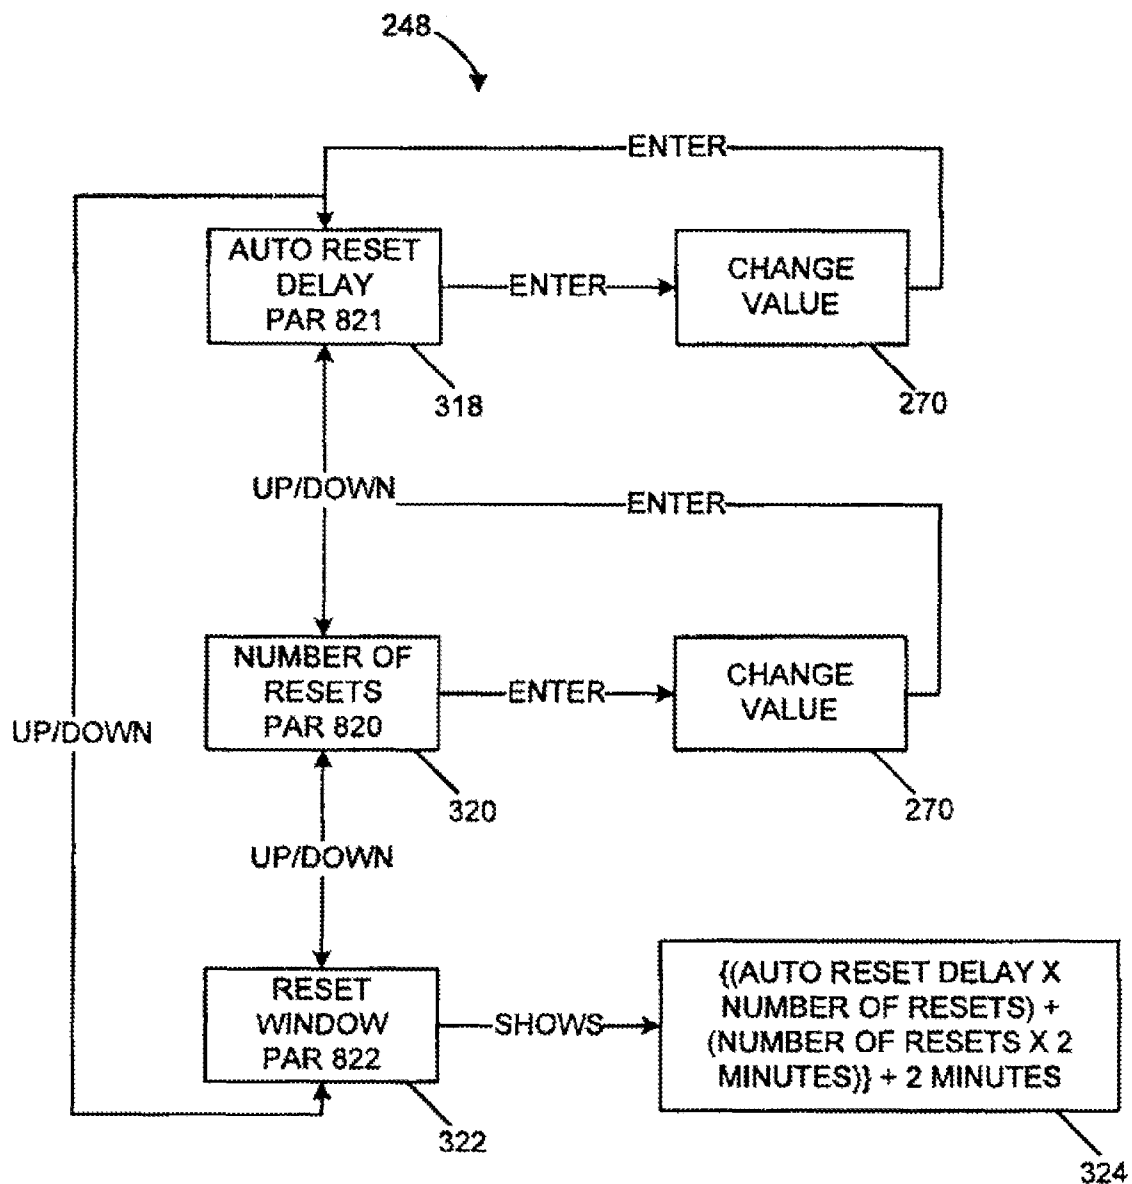 248
ENTER
AUTO RESET
DELAY
PAR 821
ENTER
CHANGE
VALUE
318
270
UP/DOWN
ENTER
NUMBER OF
RESETS
PAR 820
ENTER
CHANGE
VALUE
UP/DOWN
320
270
UP/DOWN
RESET
WINDOW
PAR 822
SHOWS
{(AUTO RESET DELAY X
NUMBER OF RESETS) +
(NUMBER OF RESETS X 2
MINUTES)} + 2 MINUTES
322
324